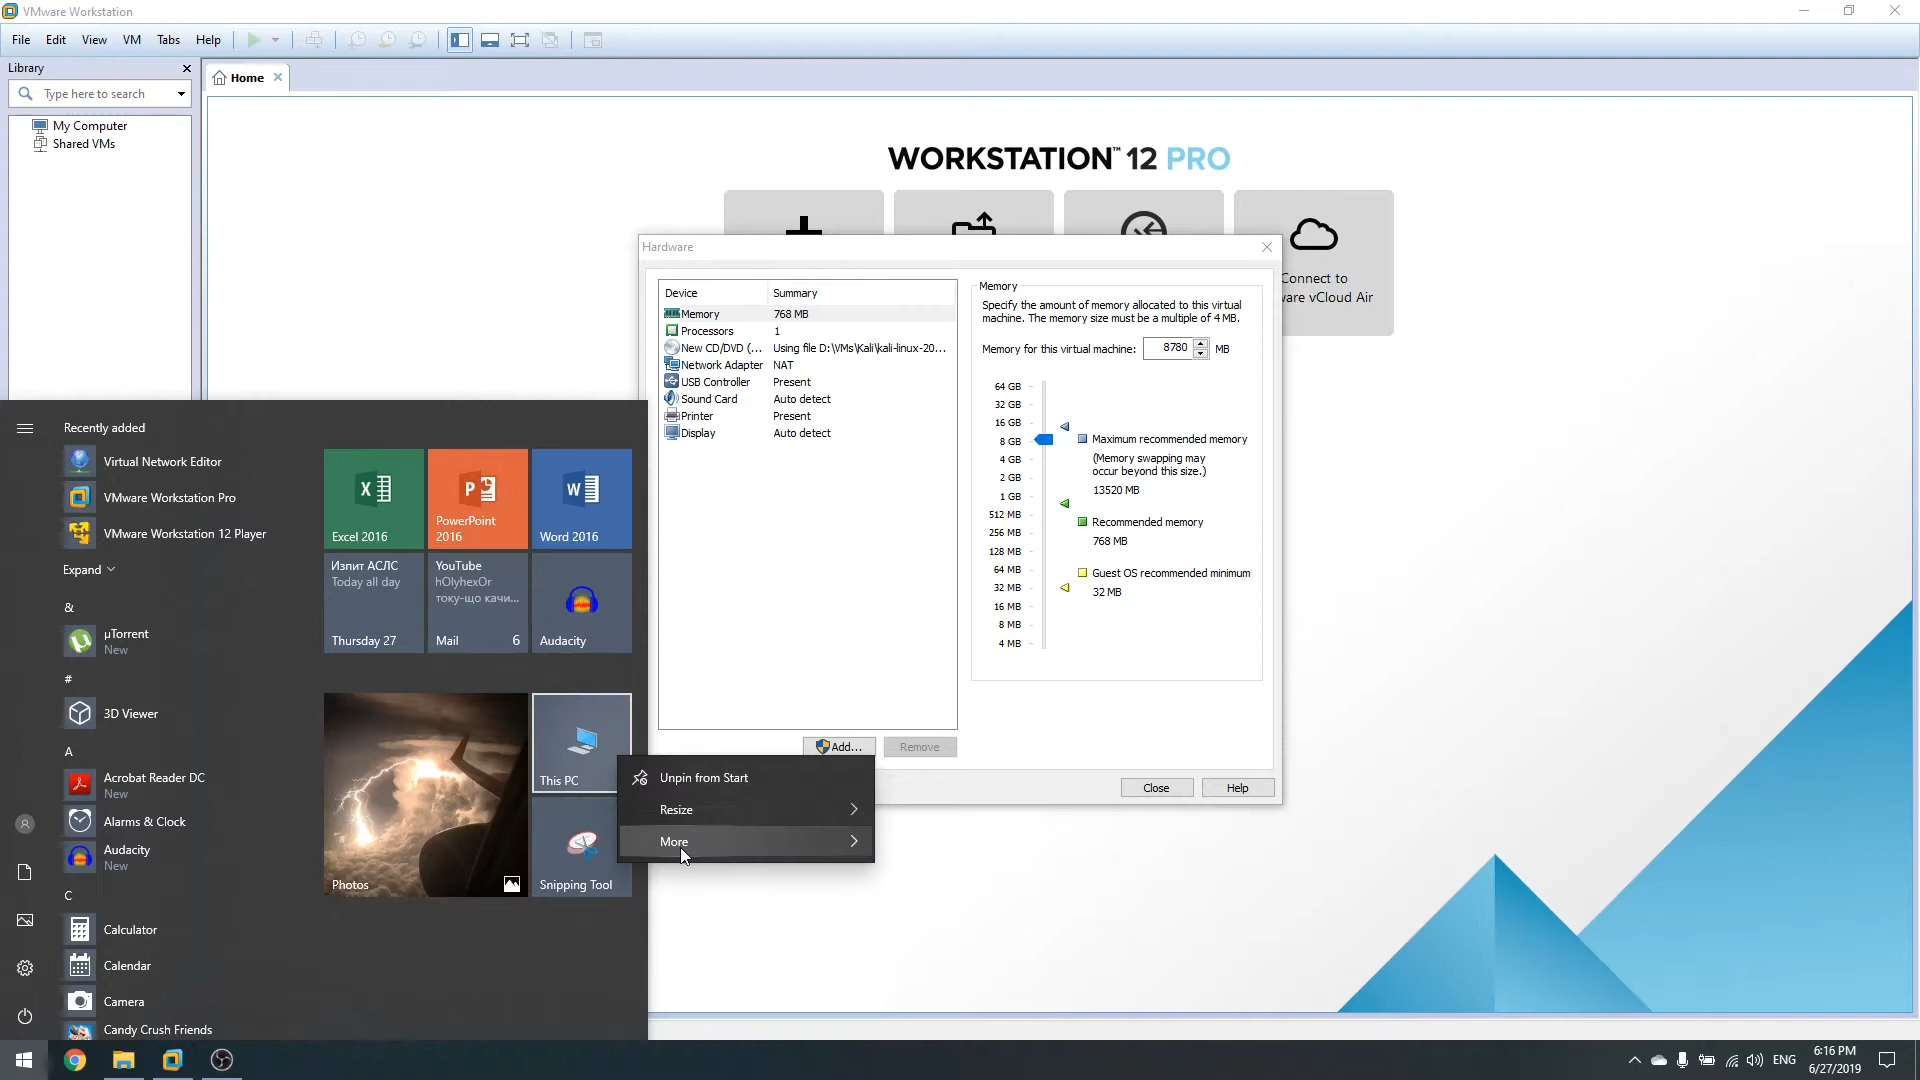 VMware Workstation
File Edit View VM Tabs Help
Library
Type here to search
My Computer
Shared VMs
Home
WORKSTATION™ 12 PRO
Connect to
ware vCloud Air
Hardware
Device Summary
Memory 768 MB
Processors 1
New CD/DVD (... Using file D:\VMs\Kali\kali-linux-20...
Network Adapter NAT
USB Controller Present
Sound Card Auto detect
Printer Present
Display Auto detect
Add...
Remove
Memory
Specify the amount of memory allocated to this virtual
machine. The memory size must be a multiple of 4 MB.
Memory for this virtual machine: 8780 MB
64 GB
32 GB
16 GB
8 GB
4 GB
2 GB
1 GB
512 MB
256 MB
128 MB
64 MB
32 MB
16 MB
8 MB
4 MB
Maximum recommended memory
(Memory swapping may
occur beyond this size.)
13520 MB
Recommended memory
768 MB
Guest OS recommended minimum
32 MB
Close
Help
Recently added
Virtual Network Editor
VMware Workstation Pro
VMware Workstation 12 Player
Expand
&
µTorrent
New
#
3D Viewer
A
Acrobat Reader DC
New
Alarms & Clock
Audacity
New
C
Calculator
Calendar
Camera
Candy Crush Friends
Excel 2016
PowerPoint
2016
Word 2016
Изпит АСЛС
Today all day
Thursday 27
YouTube
h0lyhexOr
току-що качи...
Mail 6
Audacity
Photos
This PC
Snipping Tool
Unpin from Start
Resize
More
ENG
6:16 PM
6/27/2019